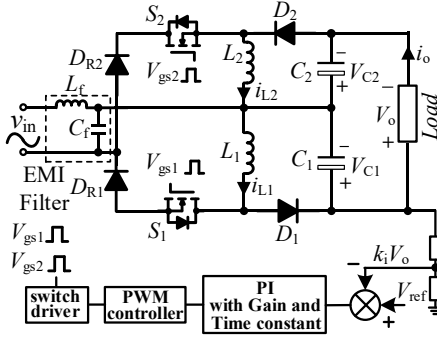 S2 D2
DR2 Vgs2 L2 iL2 C2 − VC2 + io
Lf − Vo + Load
vin Cf
EMI Filter
Vgs1 L1 iL1 C1 − VC1 +
DR1 S1 D1
Vgs1
Vgs2
− kiVo
switch driver
PWM controller
PI with Gain and Time constant
Vref
+